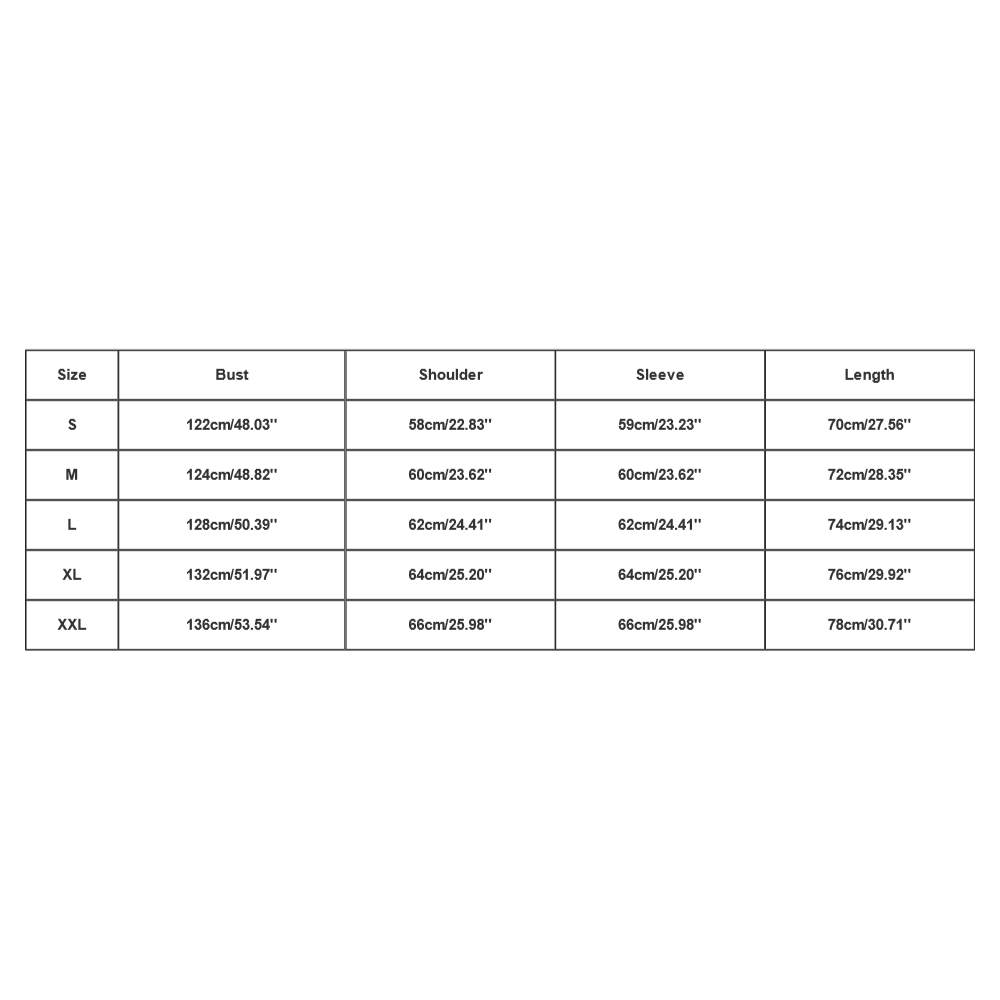 Size Bust Shoulder Sleeve Length
S 122cm/48.03'' 58cm/22.83'' 59cm/23.23'' 70cm/27.56''
M 124cm/48.82'' 60cm/23.62'' 60cm/23.62'' 72cm/28.35''
L 128cm/50.39'' 62cm/24.41'' 62cm/24.41'' 74cm/29.13''
XL 132cm/51.97'' 64cm/25.20'' 64cm/25.20'' 76cm/29.92''
XXL 136cm/53.54'' 66cm/25.98'' 66cm/25.98'' 78cm/30.71''